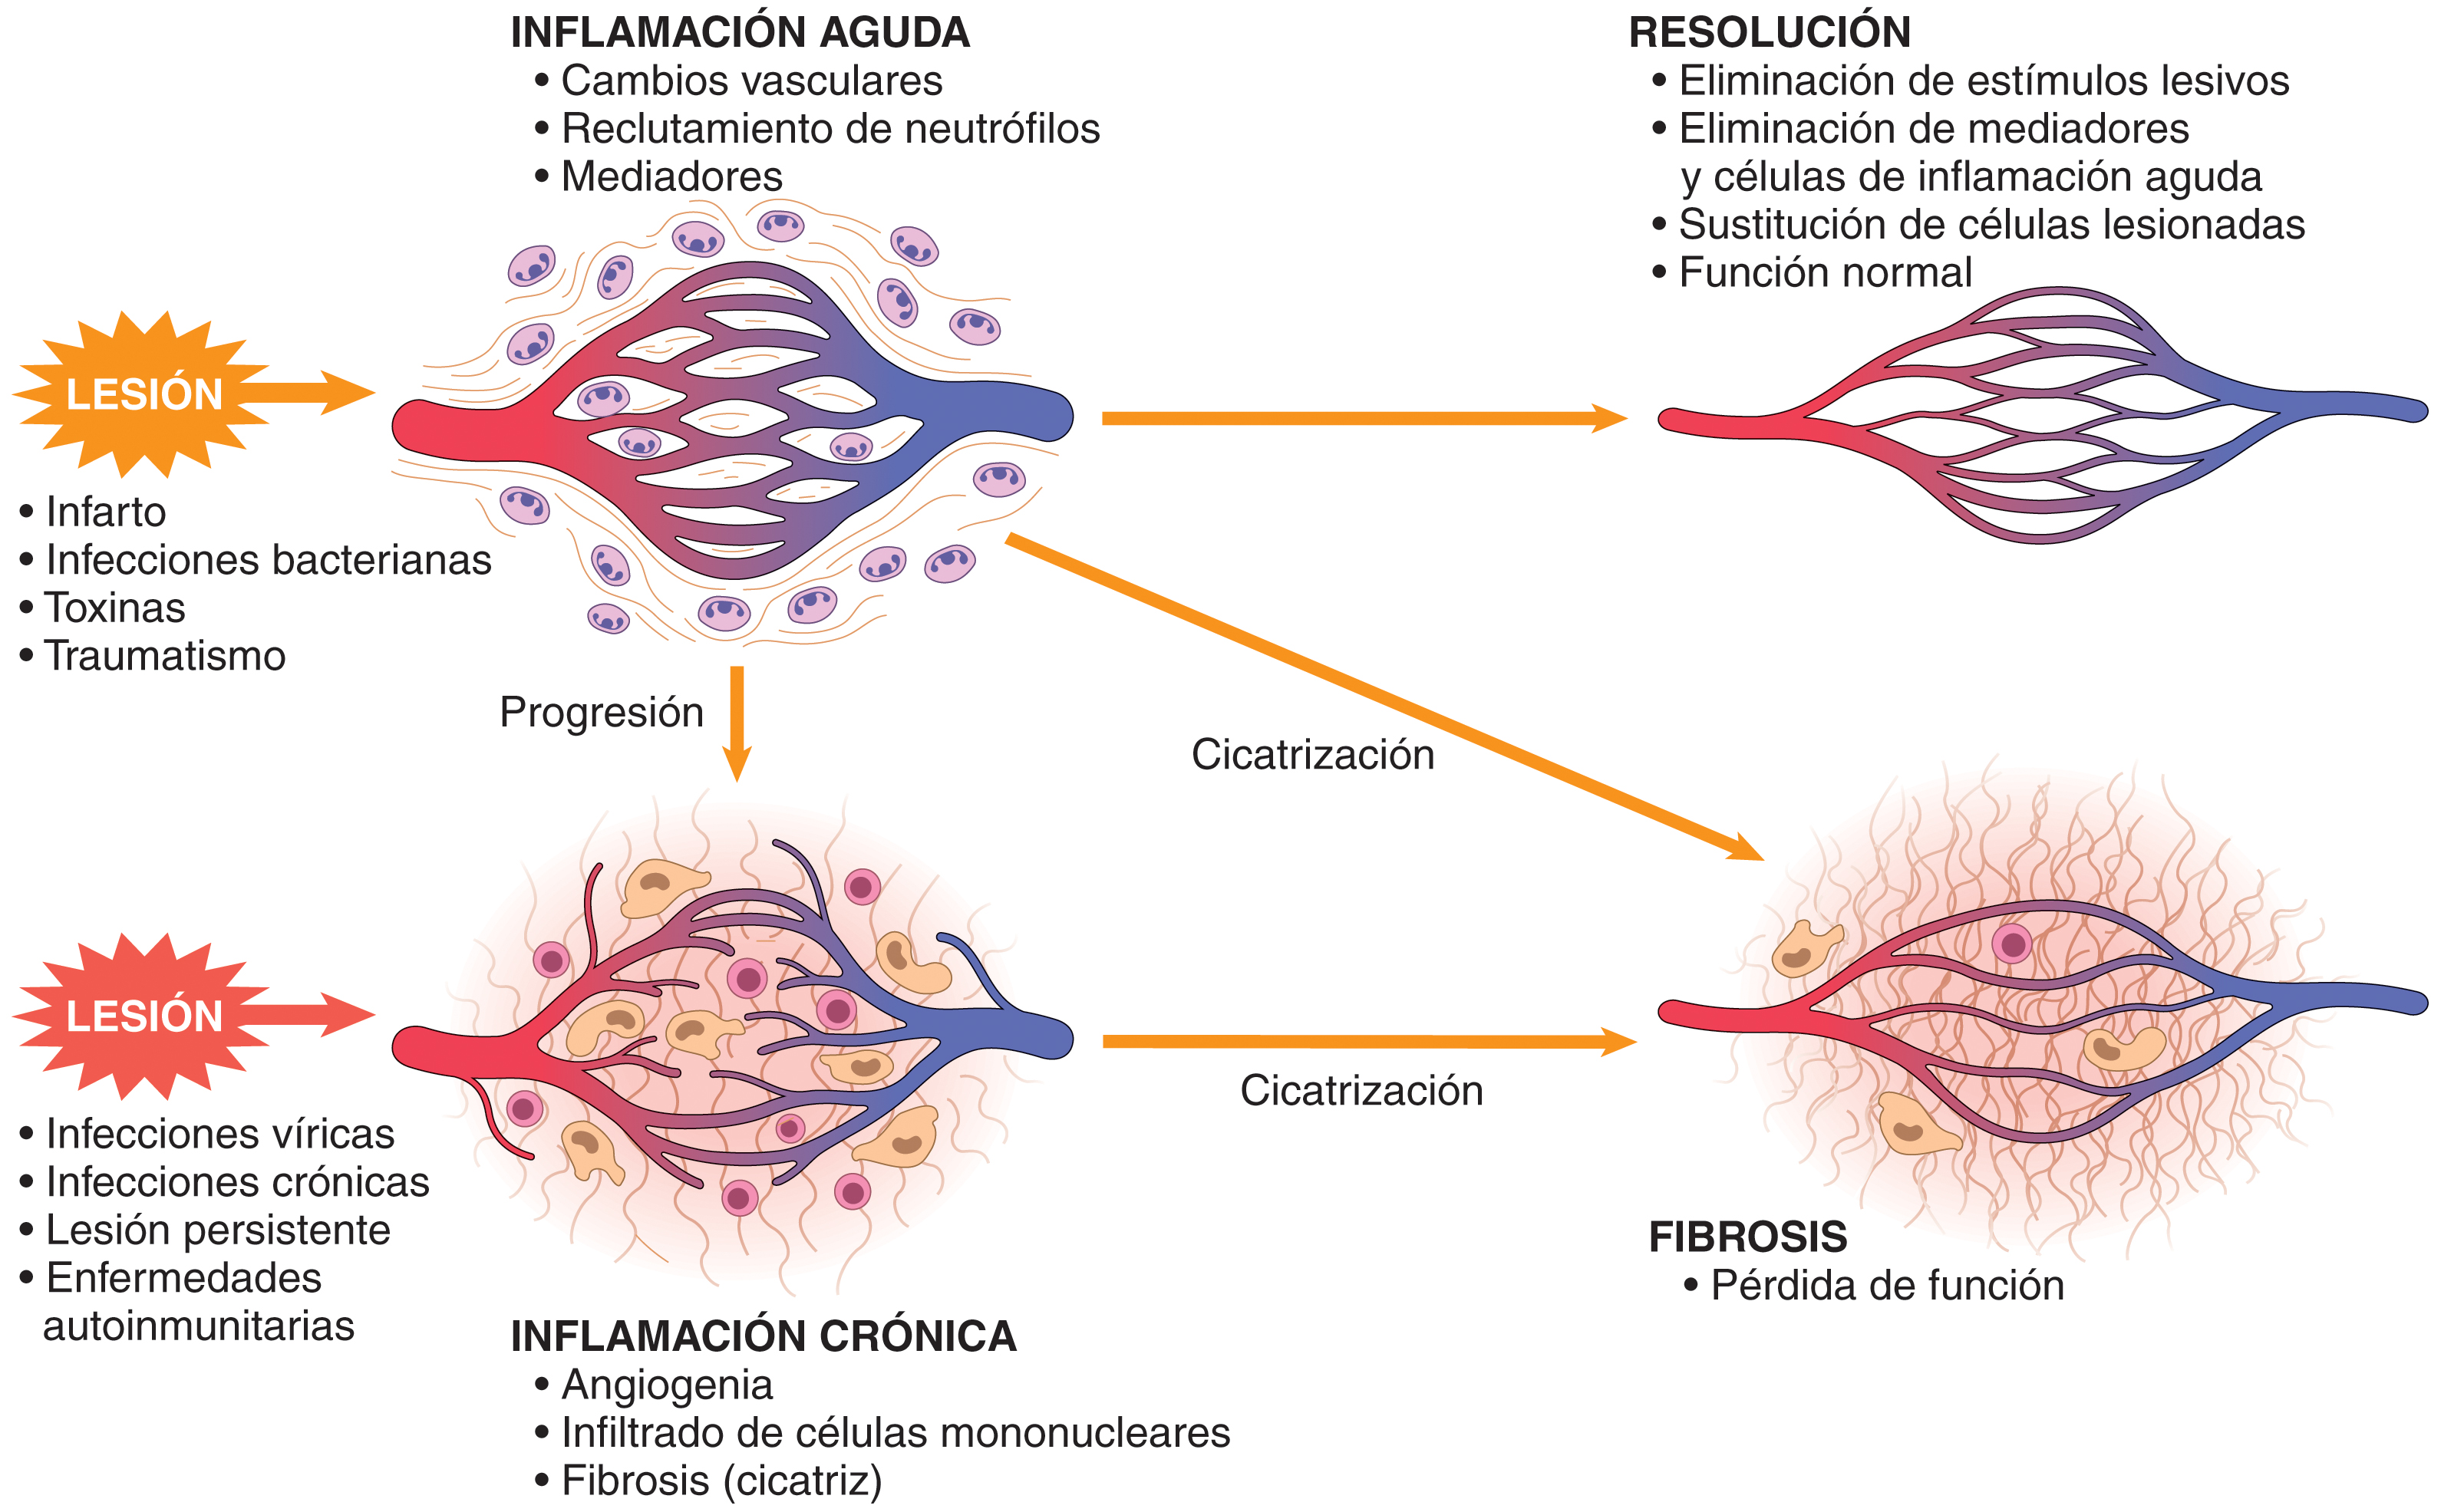 INFLAMACIÓN AGUDA
• Cambios vasculares
• Reclutamiento de neutrófilos
• Mediadores
RESOLUCIÓN
• Eliminación de estímulos lesivos
• Eliminación de mediadores
y células de inflamación aguda
• Sustitución de células lesionadas
• Función normal
LESIÓN
• Infarto
• Infecciones bacterianas
• Toxinas
• Traumatismo
Progresión
Cicatrización
LESIÓN
• Infecciones víricas
• Infecciones crónicas
• Lesión persistente
• Enfermedades
autoinmunitarias
Cicatrización
FIBROSIS
• Pérdida de función
INFLAMACIÓN CRÓNICA
• Angiogenia
• Infiltrado de células mononucleares
• Fibrosis (cicatriz)